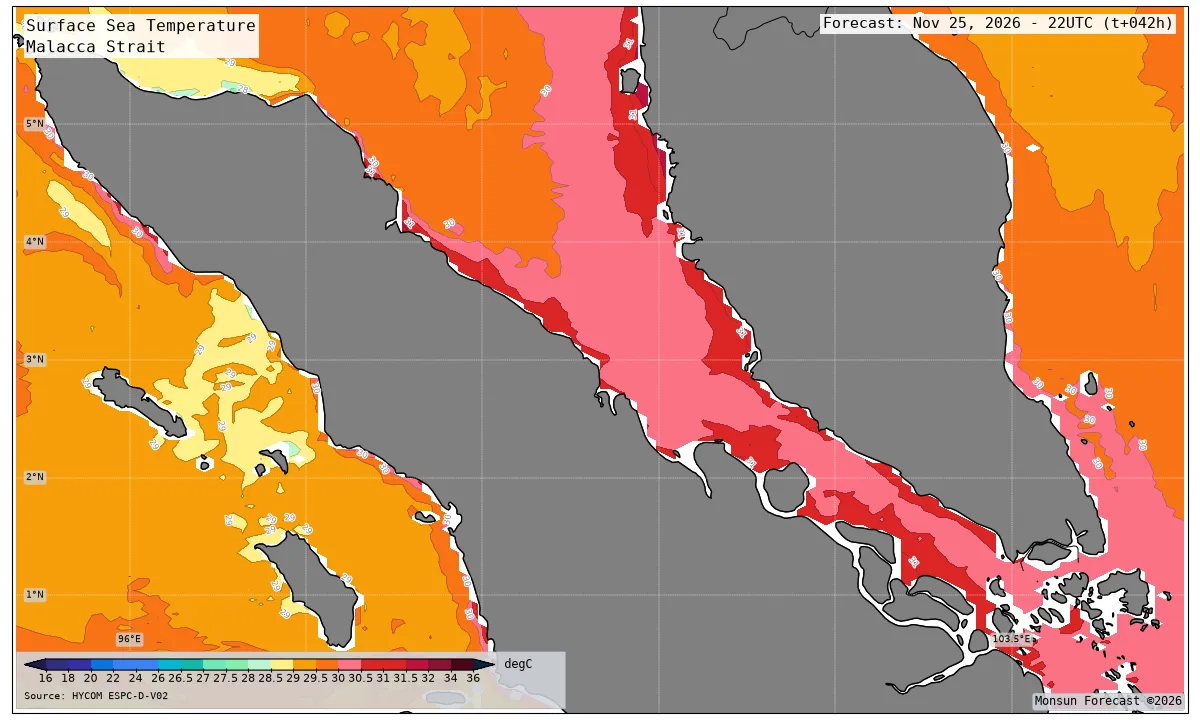 Surface Sea Temperature
Malacca Strait
Forecast: Nov 25, 2026 - 22UTC (t+042h)
5°N
4°N
3°N
2°N
1°N
96°E
103.5°E
degC
16 18 20 22 24 26 26.5 27 27.5 28 28.5 29 29.5 30 30.5 31 31.5 32 34 36
Source: HYCOM ESPC-D-V02
Monsun Forecast ©2026